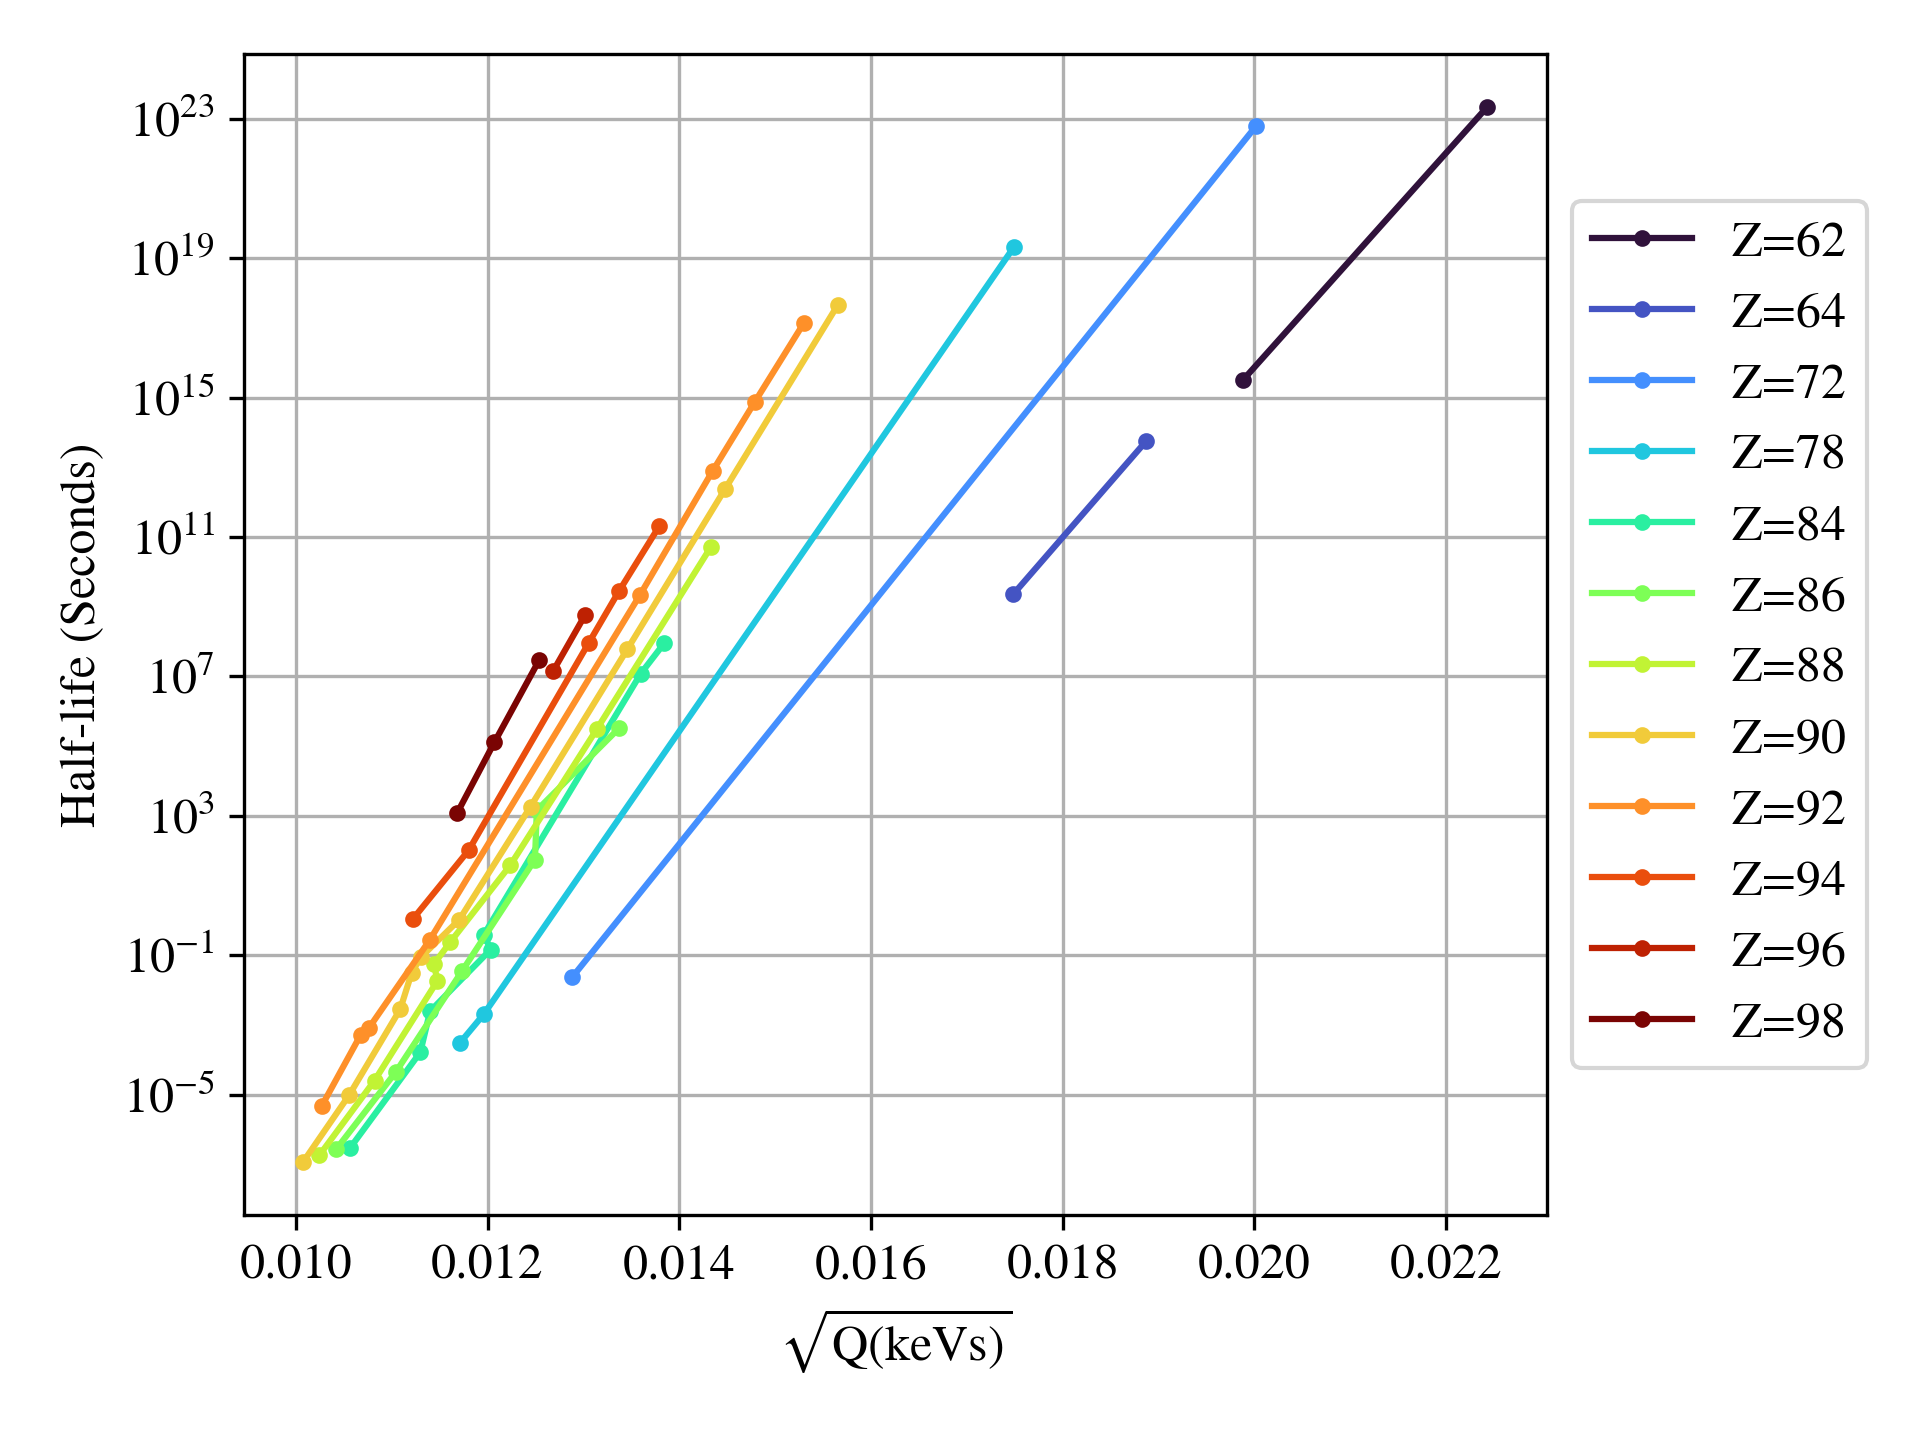 10^23
10^19
10^15
10^11
10^7
10^3
10^−1
10^−5
Half-life (Seconds)
0.010 0.012 0.014 0.016 0.018 0.020 0.022
√Q(keVs)
Z=62
Z=64
Z=72
Z=78
Z=84
Z=86
Z=88
Z=90
Z=92
Z=94
Z=96
Z=98